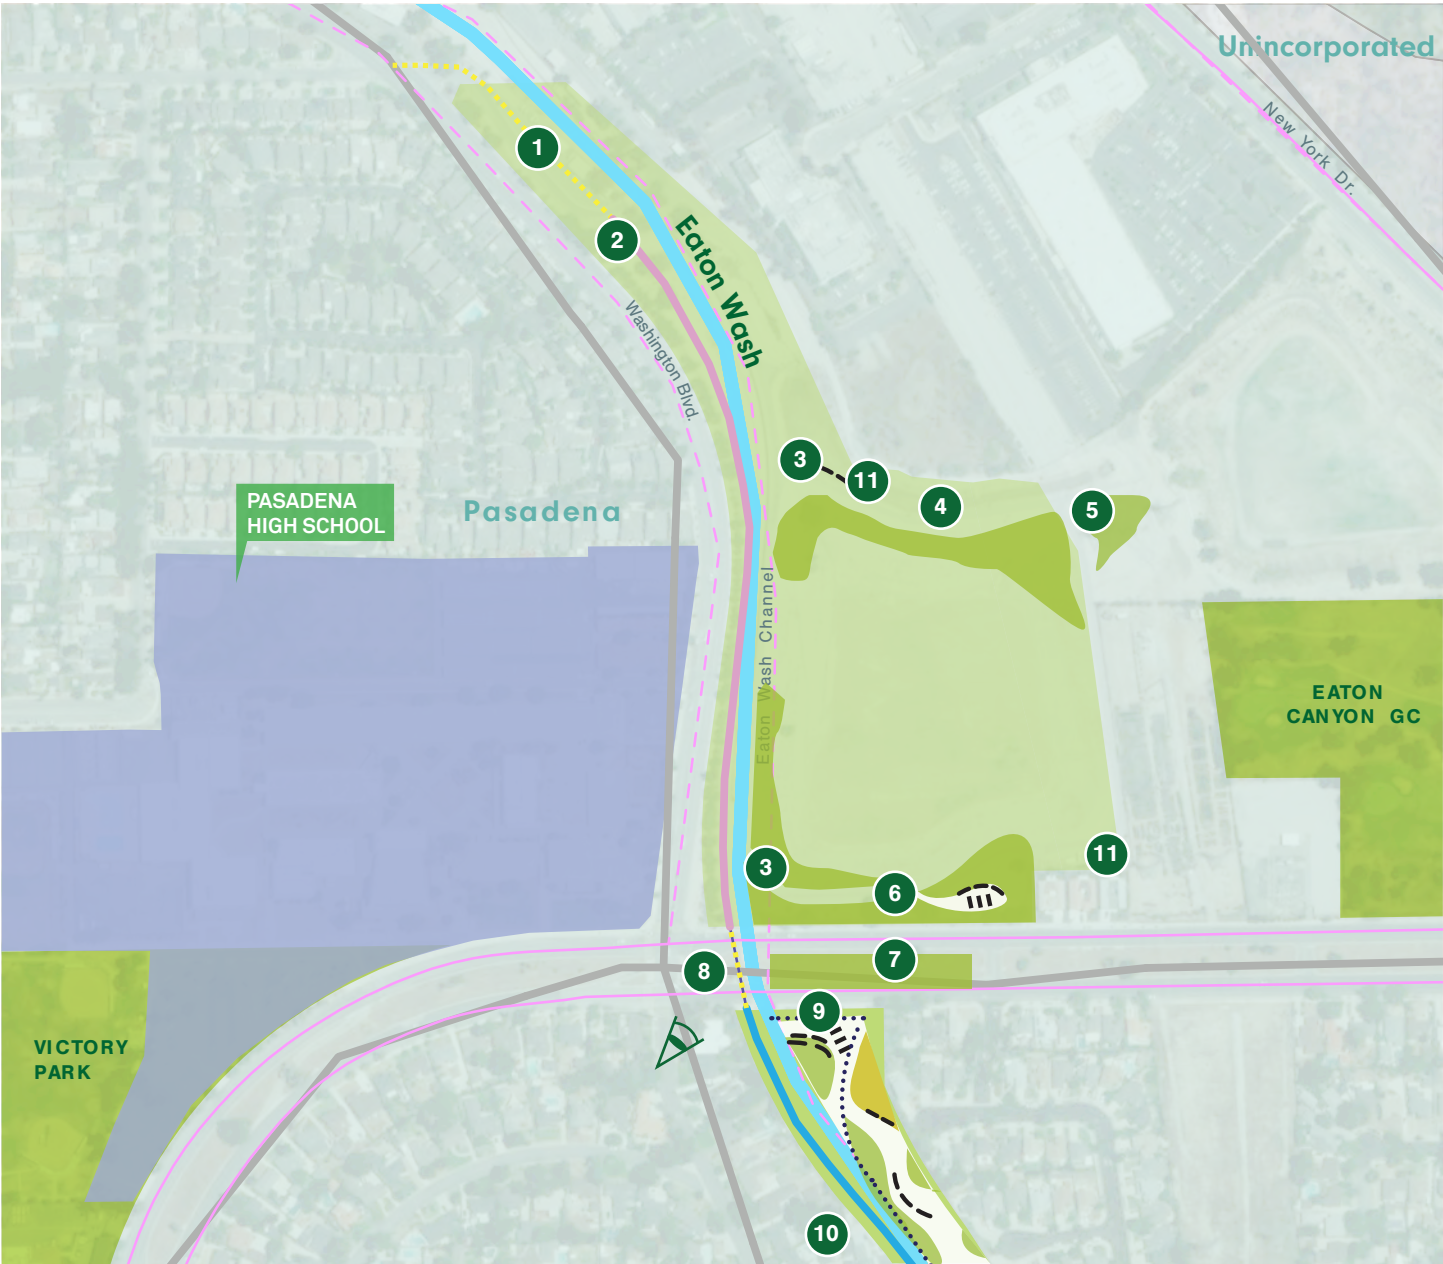 Unincorporated
New York Dr.
1
2
Eaton Wash
Washington Blvd.
3
11
4
5
PASADENA
HIGH SCHOOL
Pasadena
Eaton Wash Channel
EATON
CANYON GC
3
6
11
7
8
9
VICTORY
PARK
10